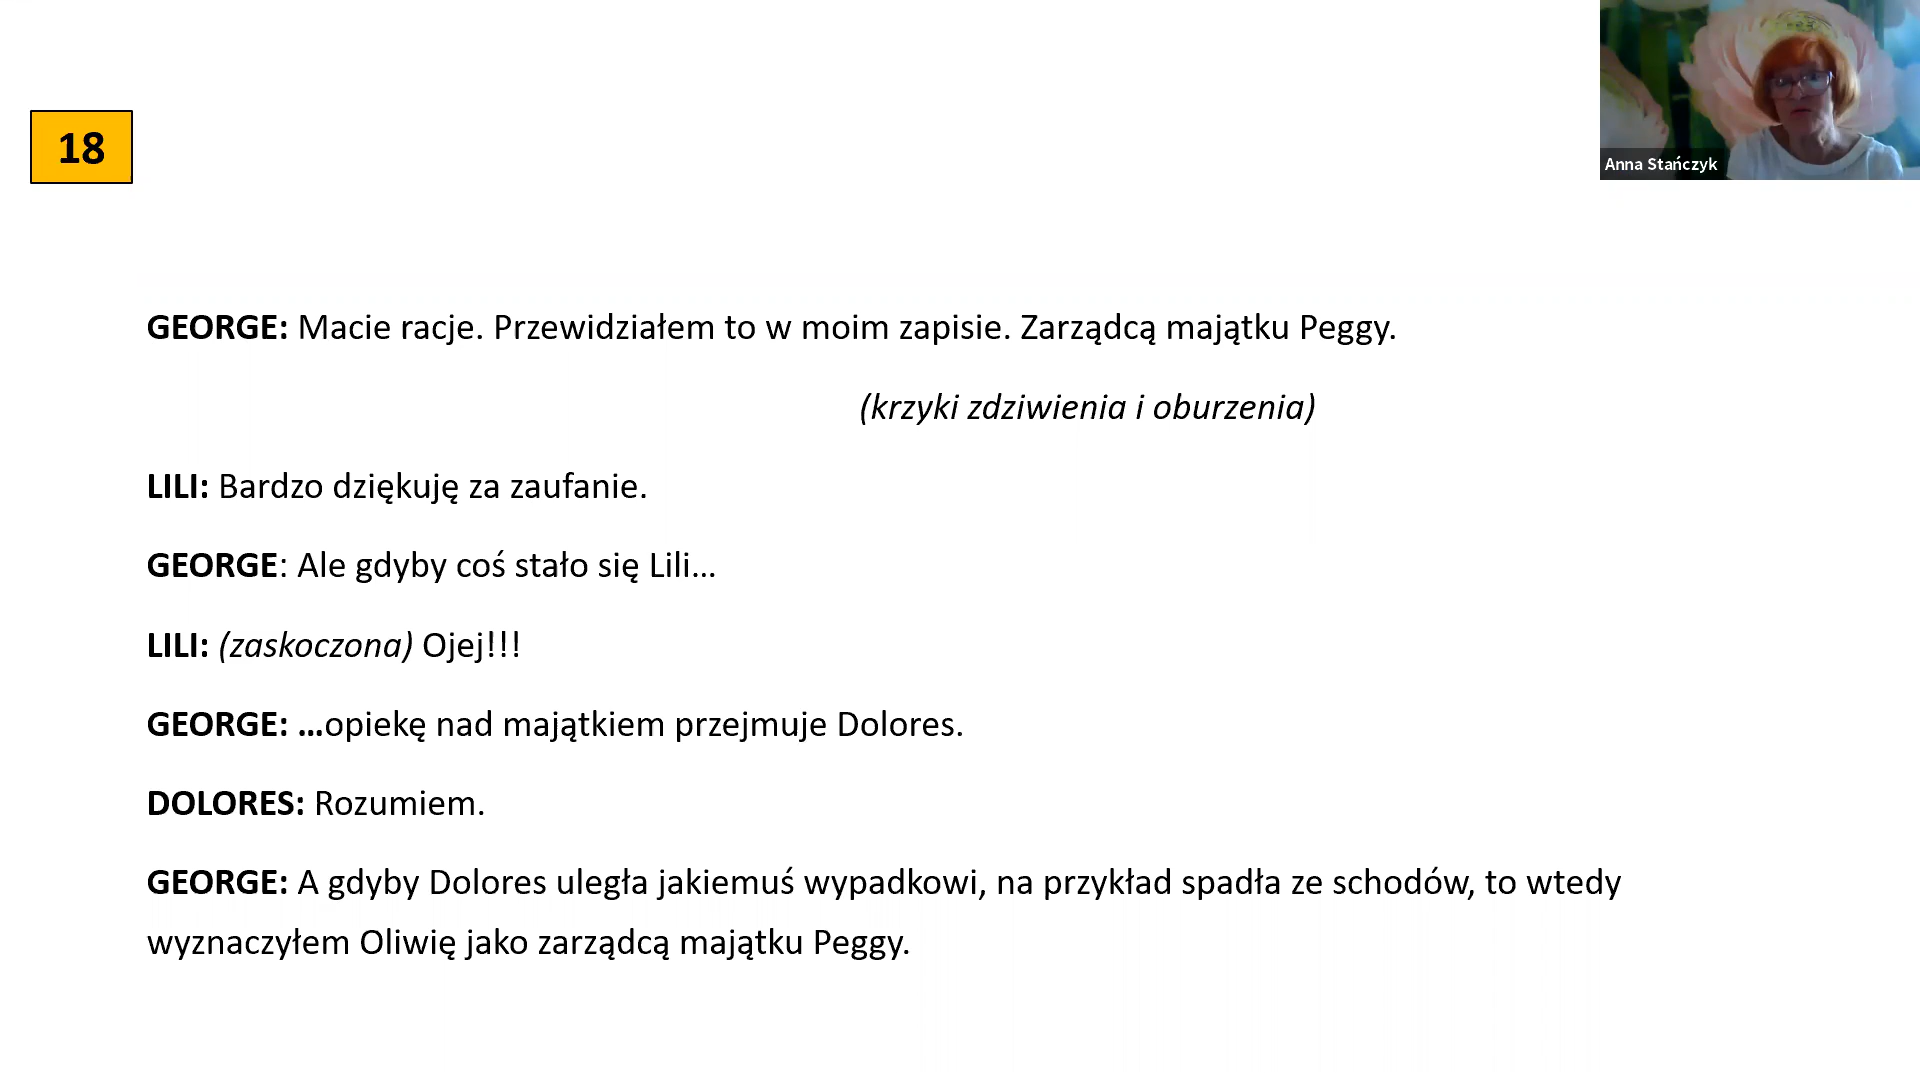 Anna Stańczyk
18
GEORGE: Macie racje. Przewidziałem to w moim zapisie. Zarządcą majątku Peggy.
(krzyki zdziwienia i oburzenia)
LILI: Bardzo dziękuję za zaufanie.
GEORGE: Ale gdyby coś stało się Lili...
LILI: (zaskoczona) Ojej!!!
GEORGE: ...opiekę nad majątkiem przejmuje Dolores.
DOLORES: Rozumiem.
GEORGE: A gdyby Dolores uległa jakiemuś wypadkowi, na przykład spadła ze schodów, to wtedy
wyznaczyłem Oliwię jako zarządcą majątku Peggy.